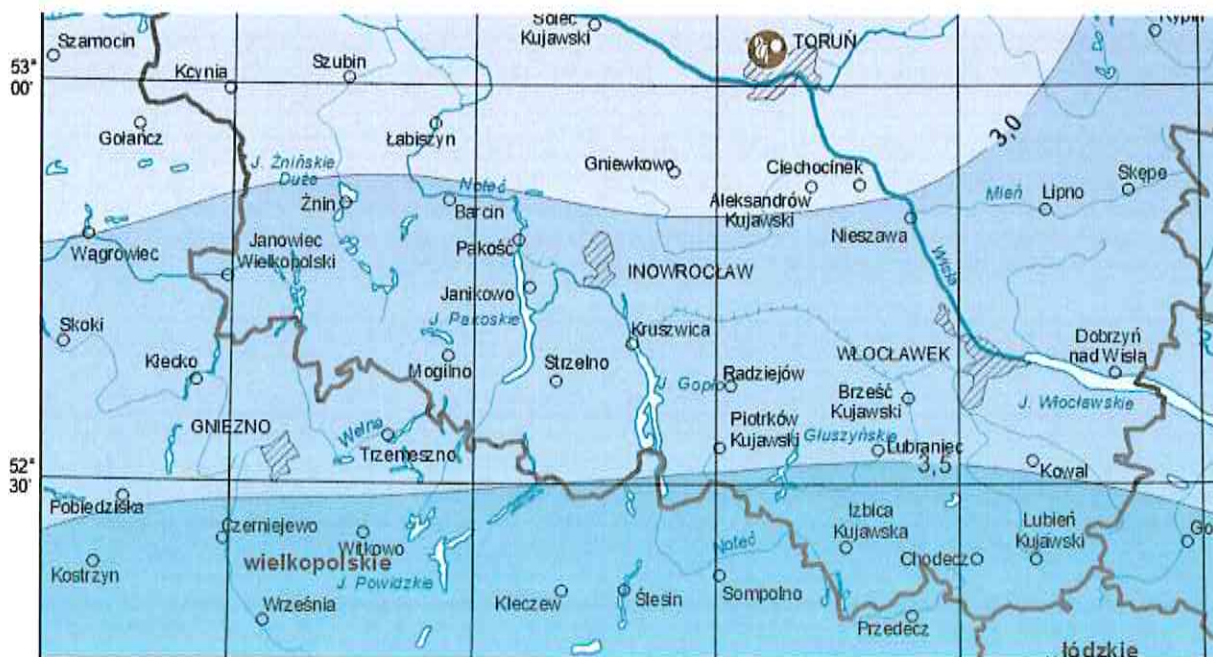 Solec
Kujawski
TORUŃ
Rypin
Szamocin
53°
00'
Kcynia
Szubin
Gołańcz
Łabiszyn
3,0
J. Żnińskie
Duże
Gniewkowo
Ciechocinek
Skępe
Noteć
Mień
Lipno
Żnin
Barcin
Aleksandrów
Kujawski
Nieszawa
Wągrowiec
Janowiec
Wielkopolski
Pakość
INOWROCŁAW
Wisła
Janikowo
J. Pakoskie
Skoki
Kruszwica
Dobrzyń
nad Wisłą
WŁOCŁAWEK
Kłecko
Mogilno
Strzelno
J. Gopło
Radziejów
Brześć
Kujawski
J. Włocławskie
GNIEZNO
Wełna
Trzemeszno
Piotrków
Kujawski
Głuszyńskie
Lubraniec
3,5
Kowal
52°
30'
Pobiedziska
Czerniejewo
Witkowo
Izbica
Kujawska
Lubień
Kujawski
Go
Kostrzyn
wielkopolskie
J. Powidzkie
Noteć
Chodecz
Września
Kleczew
Ślesin
Sompolno
Przedecz
łódzkie